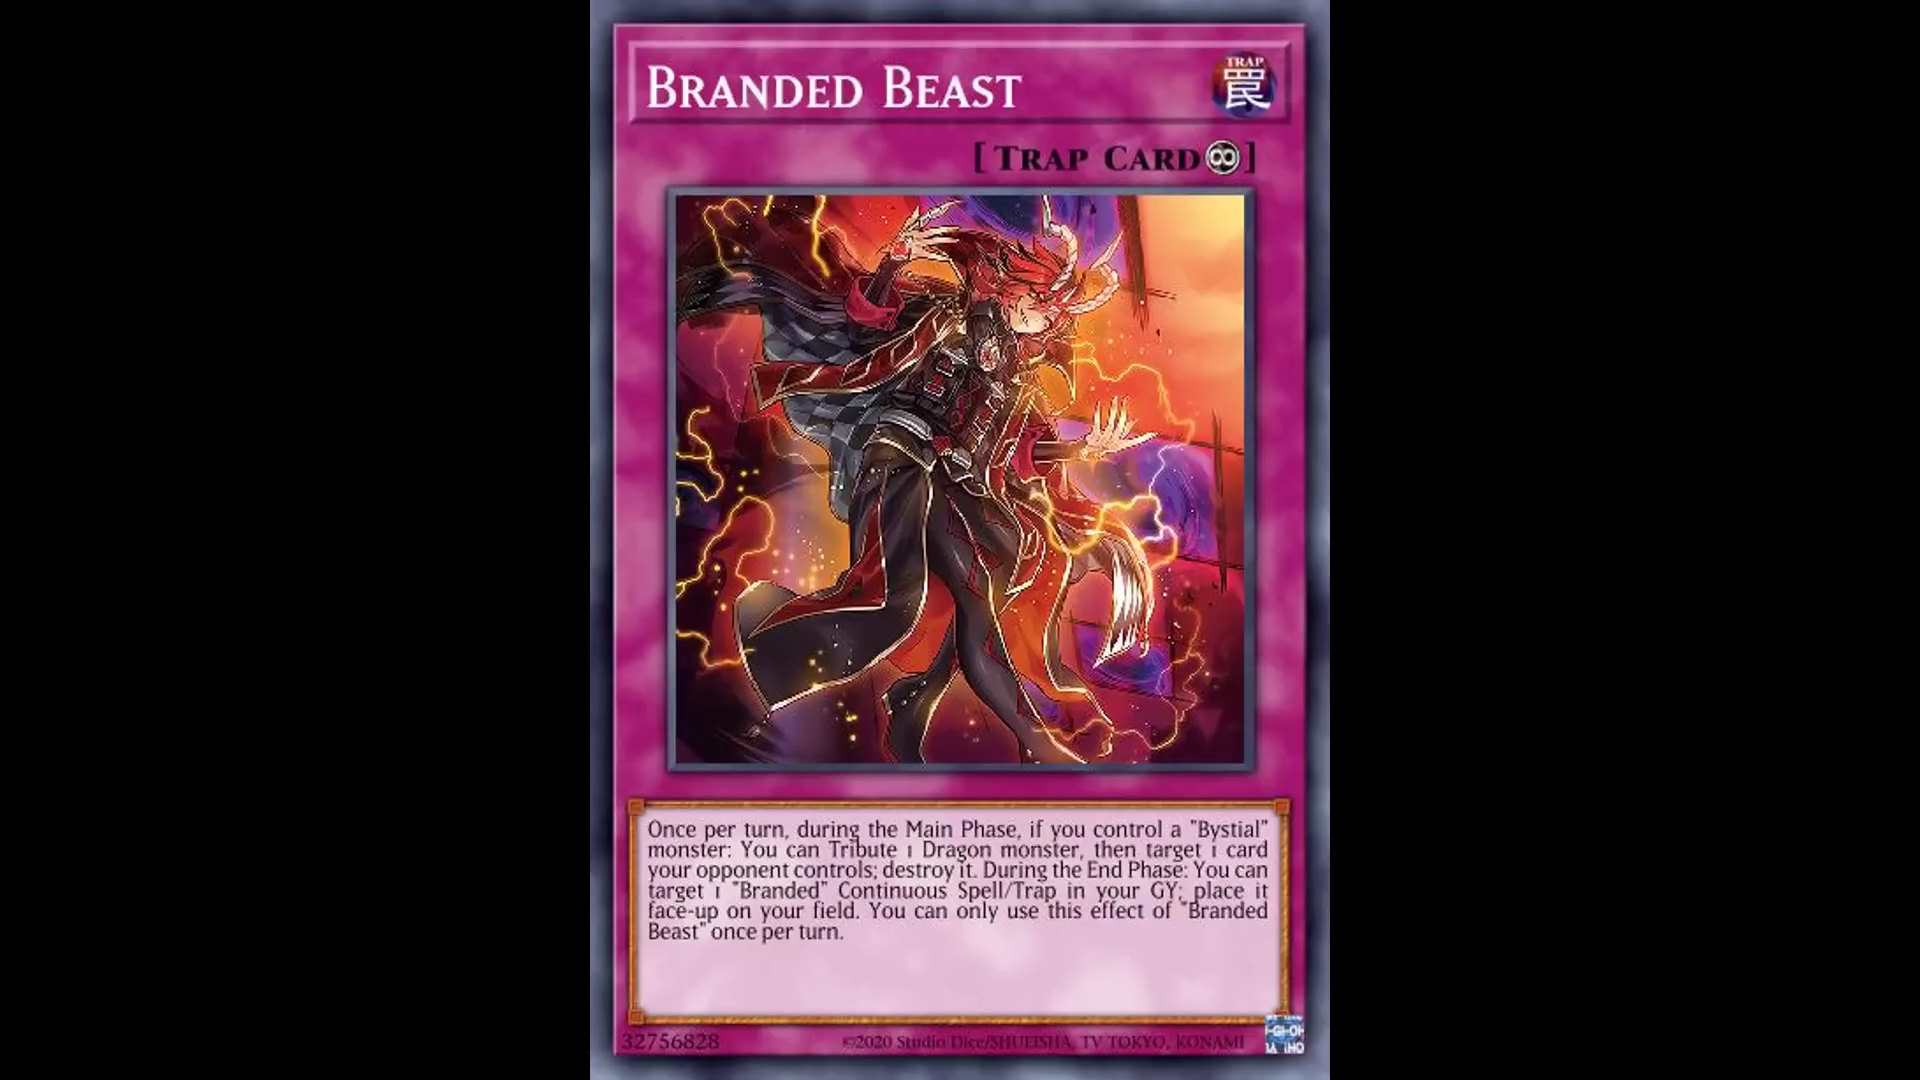 BRANDED BEAST
TRAP
罠
[TRAP CARD∞]
Once per turn, during the Main Phase, if you control a "Bystial"
monster: You can Tribute 1 Dragon monster, then target 1 card
your opponent controls; destroy it. During the End Phase: You can
target 1 "Branded" Continuous Spell/Trap in your GY; place it
face-up on your field. You can only use this effect of "Branded
Beast" once per turn.
32756828
©2020 Studio Dice/SHUEISHA, TV TOKYO, KONAMI